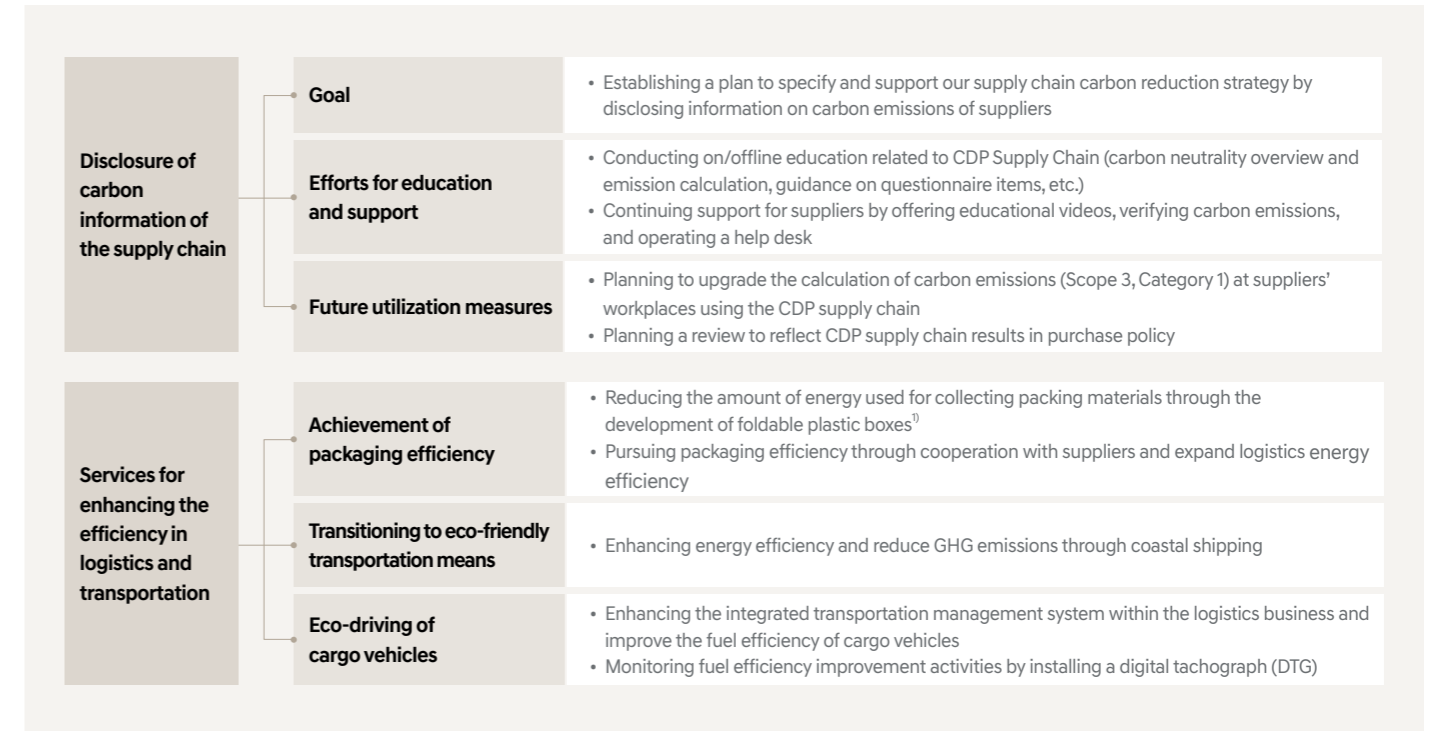 Disclosure of
carbon
information of
the supply chain
Goal
• Establishing a plan to specify and support our supply chain carbon reduction strategy by
disclosing information on carbon emissions of suppliers
Efforts for education
and support
• Conducting on/offline education related to CDP Supply Chain (carbon neutrality overview and
emission calculation, guidance on questionnaire items, etc.)
• Continuing support for suppliers by offering educational videos, verifying carbon emissions,
and operating a help desk
Future utilization measures
• Planning to upgrade the calculation of carbon emissions (Scope 3, Category 1) at suppliers'
workplaces using the CDP supply chain
• Planning a review to reflect CDP supply chain results in purchase policy
Services for
enhancing the
efficiency in
logistics and
transportation
Achievement of
packaging efficiency
• Reducing the amount of energy used for collecting packing materials through the
development of foldable plastic boxes1)
• Pursuing packaging efficiency through cooperation with suppliers and expand logistics energy
efficiency
Transitioning to eco-friendly
transportation means
• Enhancing energy efficiency and reduce GHG emissions through coastal shipping
Eco-driving of
cargo vehicles
• Enhancing the integrated transportation management system within the logistics business and
improve the fuel efficiency of cargo vehicles
• Monitoring fuel efficiency improvement activities by installing a digital tachograph (DTG)